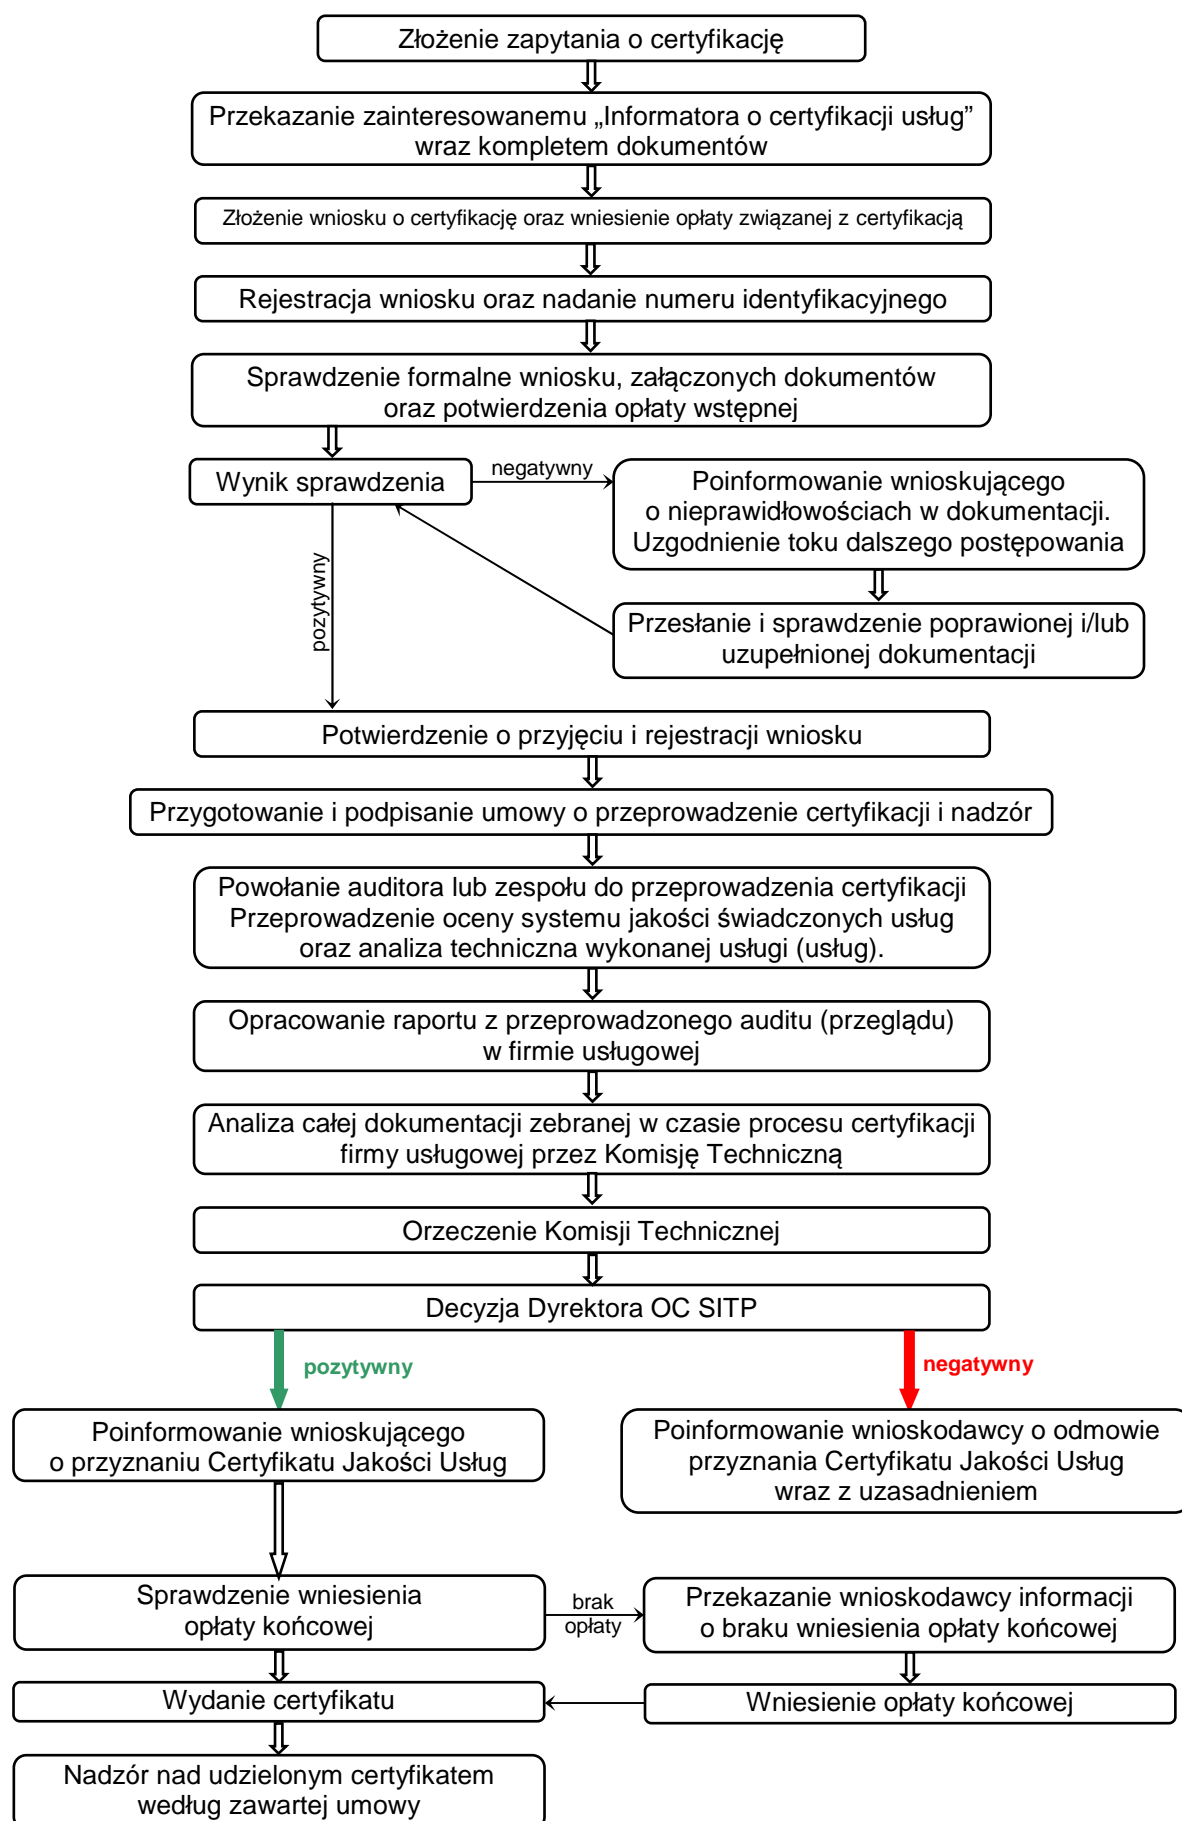 Złożenie zapytania o certyfikację
Przekazanie zainteresowanemu „Informatora o certyfikacji usług”
wraz kompletem dokumentów
Złożenie wniosku o certyfikację oraz wniesienie opłaty związanej z certyfikacją
Rejestracja wniosku oraz nadanie numeru identyfikacyjnego
Sprawdzenie formalne wniosku, załączonych dokumentów
oraz potwierdzenia opłaty wstępnej
Wynik sprawdzenia
negatywny
Poinformowanie wnioskującego
o nieprawidłowościach w dokumentacji.
Uzgodnienie toku dalszego postępowania
pozytywny
Przesłanie i sprawdzenie poprawionej i/lub
uzupełnionej dokumentacji
Potwierdzenie o przyjęciu i rejestracji wniosku
Przygotowanie i podpisanie umowy o przeprowadzenie certyfikacji i nadzór
Powołanie auditora lub zespołu do przeprowadzenia certyfikacji
Przeprowadzenie oceny systemu jakości świadczonych usług
oraz analiza techniczna wykonanej usługi (usług).
Opracowanie raportu z przeprowadzonego auditu (przeglądu)
w firmie usługowej
Analiza całej dokumentacji zebranej w czasie procesu certyfikacji
firmy usługowej przez Komisję Techniczną
Orzeczenie Komisji Technicznej
Decyzja Dyrektora OC SITP
pozytywny
negatywny
Poinformowanie wnioskującego
o przyznaniu Certyfikatu Jakości Usług
Poinformowanie wnioskodawcy o odmowie
przyznania Certyfikatu Jakości Usług
wraz z uzasadnieniem
Sprawdzenie wniesienia
opłaty końcowej
brak
opłaty
Przekazanie wnioskodawcy informacji
o braku wniesienia opłaty końcowej
Wydanie certyfikatu
Wniesienie opłaty końcowej
Nadzór nad udzielonym certyfikatem
według zawartej umowy